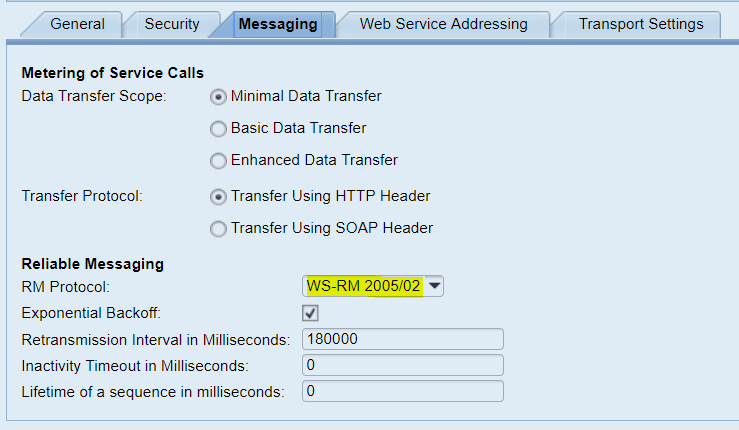 General Security Messaging Web Service Addressing Transport Settings
Metering of Service Calls
Data Transfer Scope: Minimal Data Transfer
Basic Data Transfer
Enhanced Data Transfer
Transfer Protocol: Transfer Using HTTP Header
Transfer Using SOAP Header
Reliable Messaging
RM Protocol: WS-RM 2005/02
Exponential Backoff:
Retransmission Interval in Milliseconds: 180000
Inactivity Timeout in Milliseconds: 0
Lifetime of a sequence in milliseconds: 0